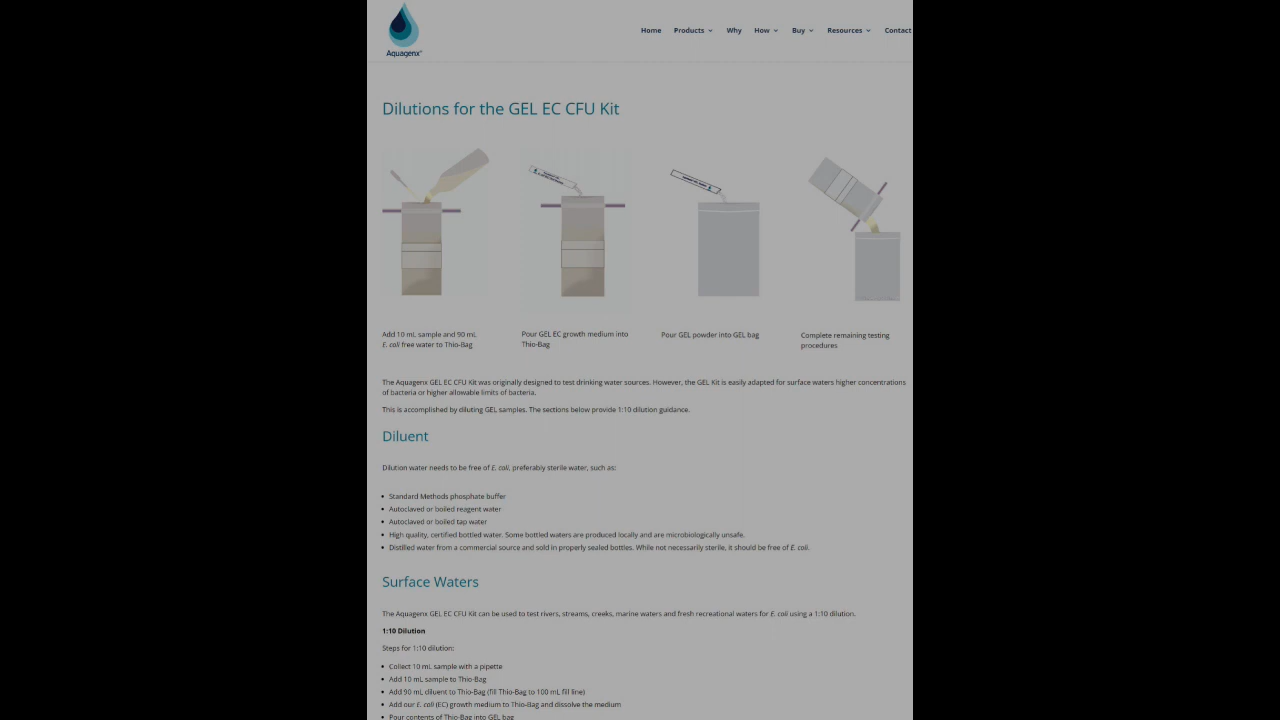 Aquagenx
Home Products Why How Buy Resources Contact
Dilutions for the GEL EC CFU Kit
Add 10 mL sample and 90 mL
E. coli free water to Thio-Bag
Pour GEL EC growth medium into
Thio-Bag
Pour GEL powder into GEL bag
Complete remaining testing
procedures
The Aquagenx GEL EC CFU Kit was originally designed to test drinking water sources. However, the GEL Kit is easily adapted for surface waters higher concentrations
of bacteria or higher allowable limits of bacteria.
This is accomplished by diluting GEL samples. The sections below provide 1:10 dilution guidance.
Diluent
Dilution water needs to be free of E. coli, preferably sterile water, such as:
• Standard Methods phosphate buffer
• Autoclaved or boiled reagent water
• Autoclaved or boiled tap water
• High quality, certified bottled water. Some bottled waters are produced locally and are microbiologically unsafe.
• Distilled water from a commercial source and sold in properly sealed bottles. While not necessarily sterile, it should be free of E. coli.
Surface Waters
The Aquagenx GEL EC CFU Kit can be used to test rivers, streams, creeks, marine waters and fresh recreational waters for E. coli using a 1:10 dilution.
1:10 Dilution
Steps for 1:10 dilution:
• Collect 10 mL sample with a pipette
• Add 10 mL sample to Thio-Bag
• Add 90 mL diluent to Thio-Bag (fill Thio-Bag to 100 mL fill line)
• Add our E. coli (EC) growth medium to Thio-Bag and dissolve the medium
• Pour contents of Thio-Bag into GEL bag